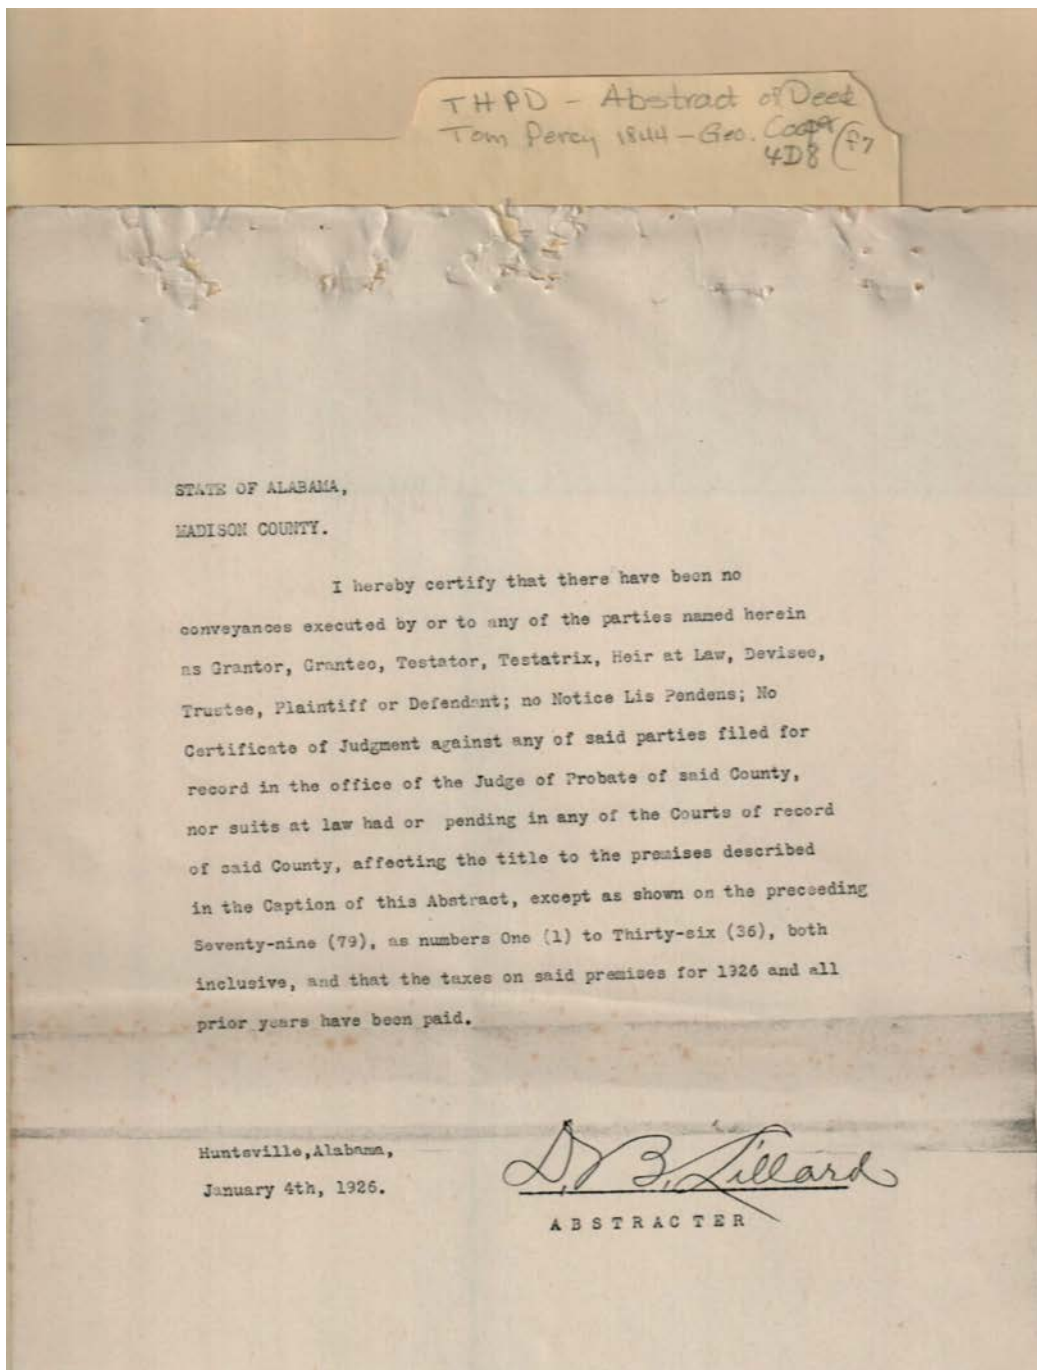 THPD - Abstract of Deed
Tom Percy 1844 - Geo.
4D8 (f7
STATE OF ALABAMA,
MADISON COUNTY.
I hereby certify that there have been no
conveyances executed by or to any of the parties named herein
as Grantor, Grantee, Testator, Testatrix, Heir at Law, Devisee,
Trustee, Plaintiff or Defendant; no Notice Lis Pendens; No
Certificate of Judgment against any of said parties filed for
record in the office of the Judge of Probate of said County,
nor suits at law had or pending in any of the Courts of record
of said County, affecting the title to the premises described
in the Caption of this Abstract, except as shown on the preceeding
Seventy-nine (79), as numbers One (1) to Thirty-six (36), both
inclusive, and that the taxes on said premises for 1926 and all
prior years have been paid.
Huntsville,Alabama,
January 4th, 1926.
D. B. Lillard
ABSTRACTER